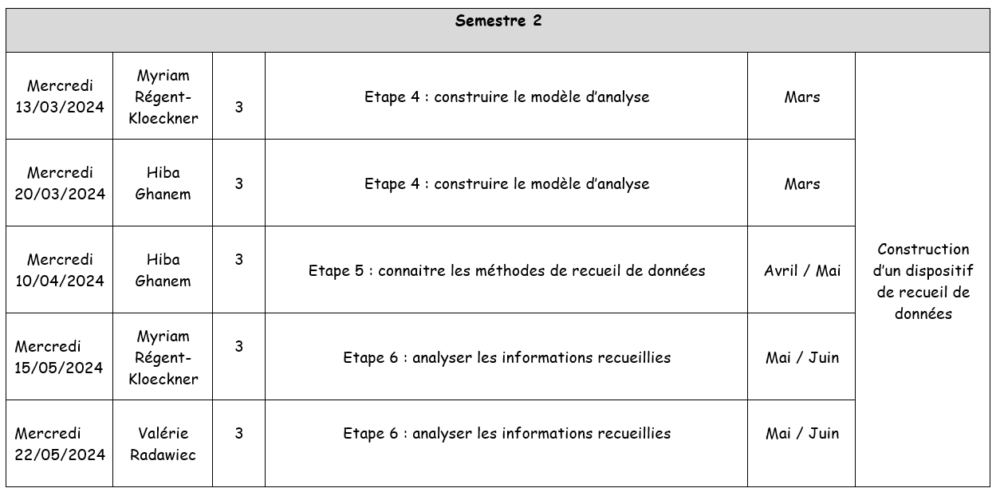 Semestre 2
Mercredi
13/03/2024
Myriam
Régent-
Kloeckner
3
Etape 4 : construire le modèle d’analyse
Mars
Mercredi
20/03/2024
Hiba
Ghanem
3
Etape 4 : construire le modèle d’analyse
Mars
Mercredi
10/04/2024
Hiba
Ghanem
3
Etape 5 : connaitre les méthodes de recueil de données
Avril / Mai
Mercredi
15/05/2024
Myriam
Régent-
Kloeckner
3
Etape 6 : analyser les informations recueillies
Mai / Juin
Mercredi
22/05/2024
Valérie
Radawiec
3
Etape 6 : analyser les informations recueillies
Mai / Juin
Construction
d’un dispositif
de recueil de
données